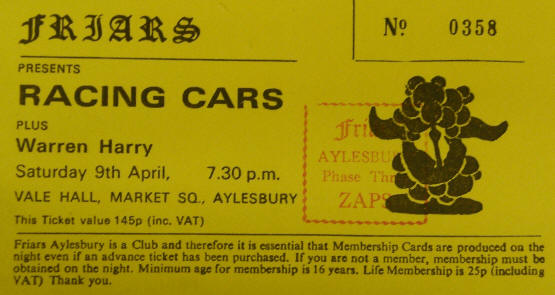 FRIARS
Nº 0358
PRESENTS
RACING CARS
PLUS
Warren Harry
Saturday 9th April, 7.30 p.m.
VALE HALL, MARKET SQ., AYLESBURY
This Ticket value 145p (inc. VAT)
AYLESBU
Phase Thr
ZAPS
Friars Aylesbury is a Club and therefore it is essential that Membership Cards are produced on the
night even if an advance ticket has been purchased. If you are not a member, membership must be
obtained on the night. Minimum age for membership is 16 years. Life Membership is 25p (including
VAT) Thank you.